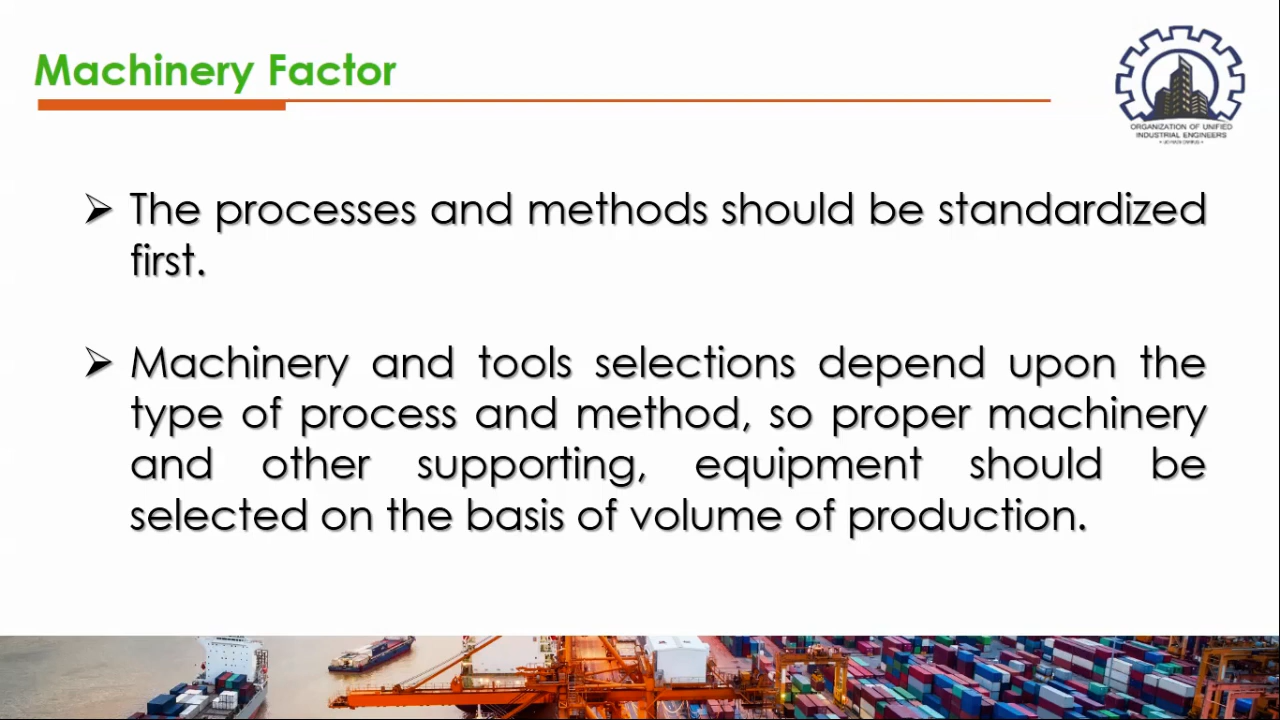 Machinery Factor
ORGANIZATION OF UNIFIED
INDUSTRIAL ENGINEERS
➢ The processes and methods should be standardized
first.
➢ Machinery and tools selections depend upon the
type of process and method, so proper machinery
and other supporting, equipment should be
selected on the basis of volume of production.